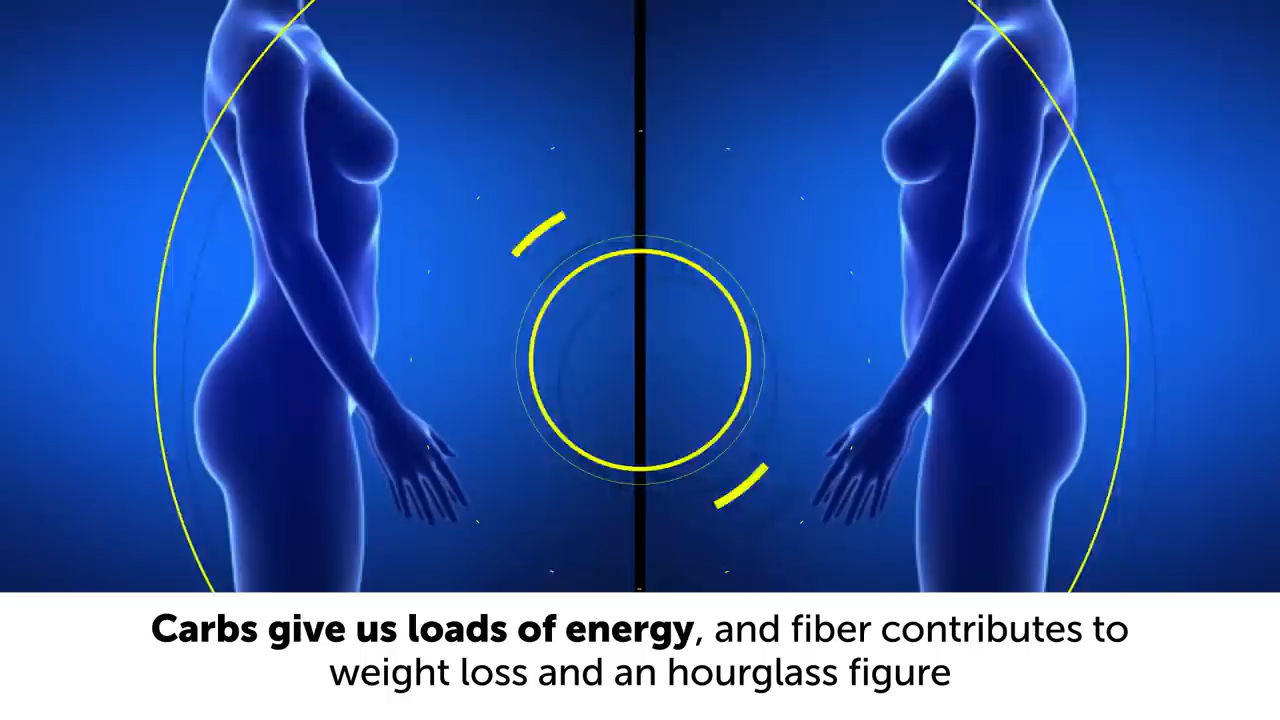 Carbs give us loads of energy, and fiber contributes to
weight loss and an hourglass figure